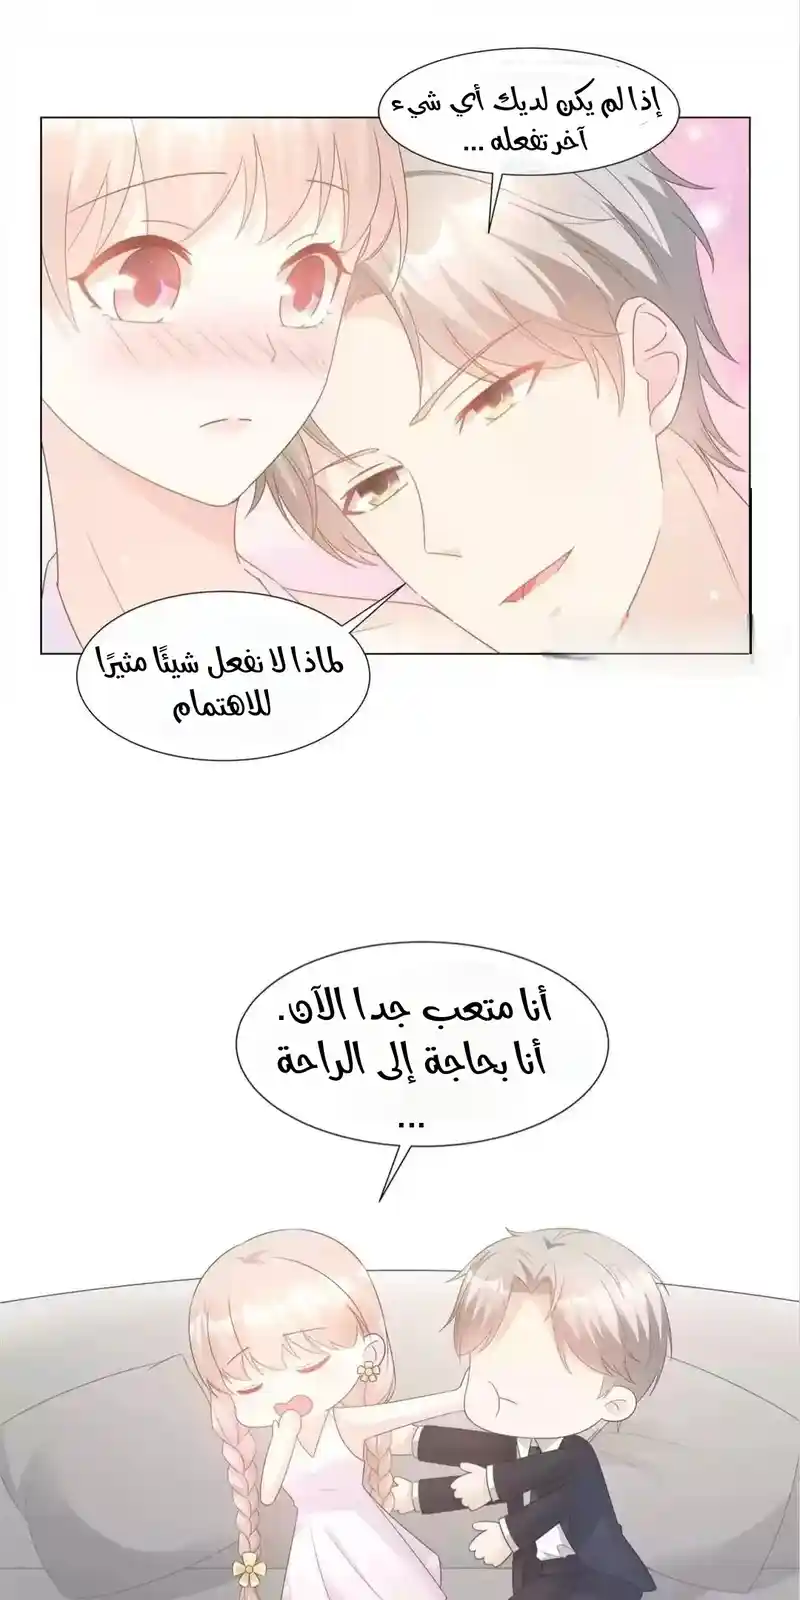 إذا لم يكن لديك أي شيء
آخر تفعله ...
لماذا لا نفعل شيئًا مثيرًا
للاهتمام
أنا متعب جدا الآن.
أنا بحاجة إلى الراحة
...